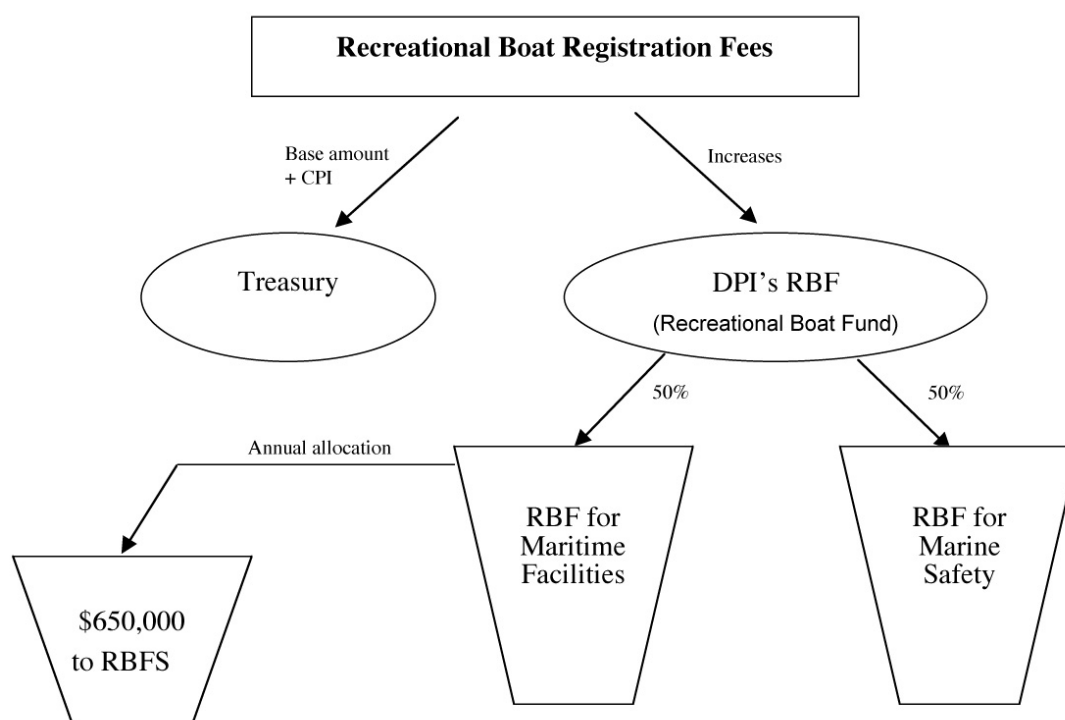 Recreational Boat Registration Fees
Base amount
+ CPI
Increases
Treasury
DPI's RBF
(Recreational Boat Fund)
50%
50%
Annual allocation
RBF for
Maritime
Facilities
RBF for
Marine
Safety
$650,000
to RBFS